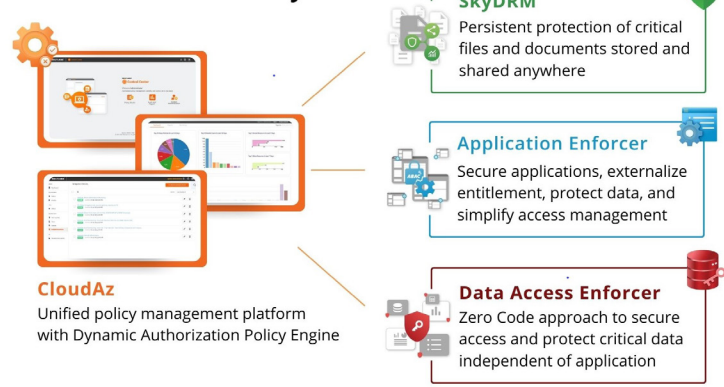 SkyDRM
Persistent protection of critical
files and documents stored and
shared anywhere
Application Enforcer
Secure applications, externalize
entitlement, protect data, and
simplify access management
ABAC
CloudAz
Unified policy management platform
with Dynamic Authorization Policy Engine
Data Access Enforcer
Zero Code approach to secure
access and protect critical data
independent of application